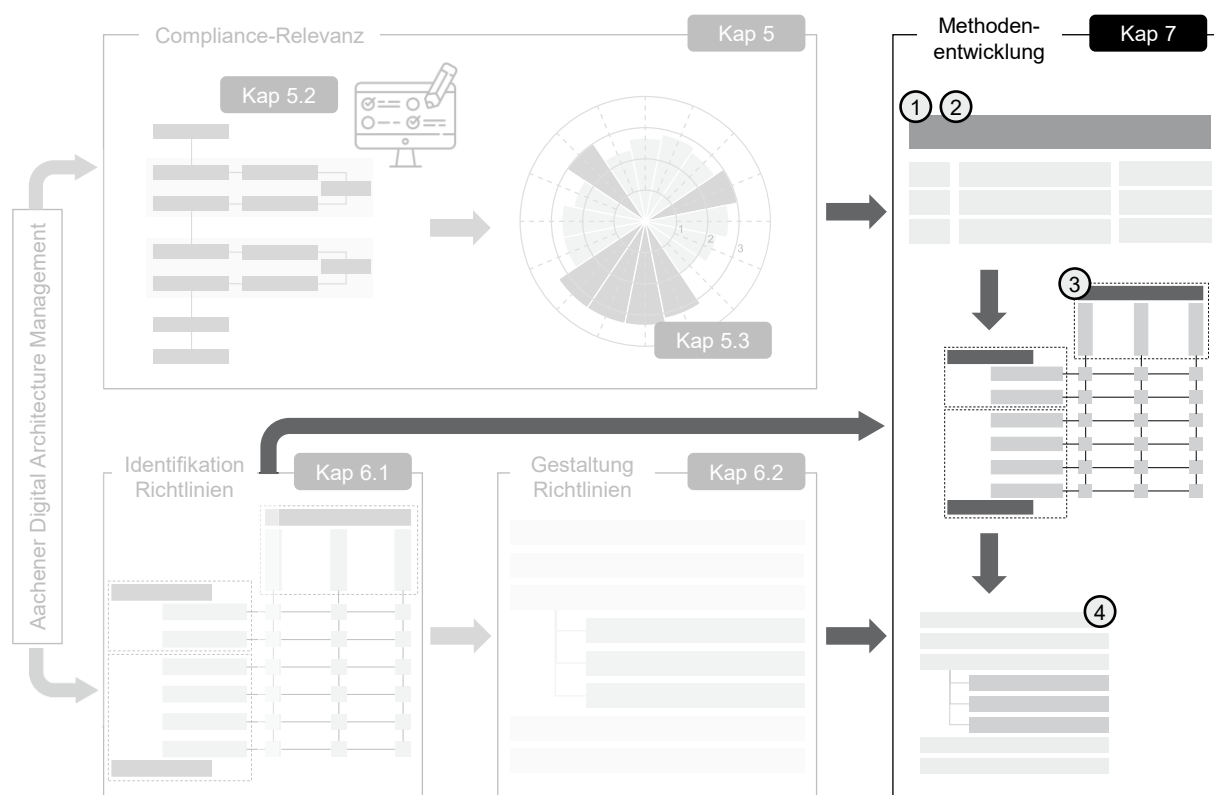 Compliance-Relevanz
Kap 5
Kap 5.2
1
2
3
Kap 5.3
Methoden-
entwicklung
Kap 7
1
2
3
4
Aachener Digital Architecture Management
Identifikation
Richtlinien
Kap 6.1
Gestaltung
Richtlinien
Kap 6.2